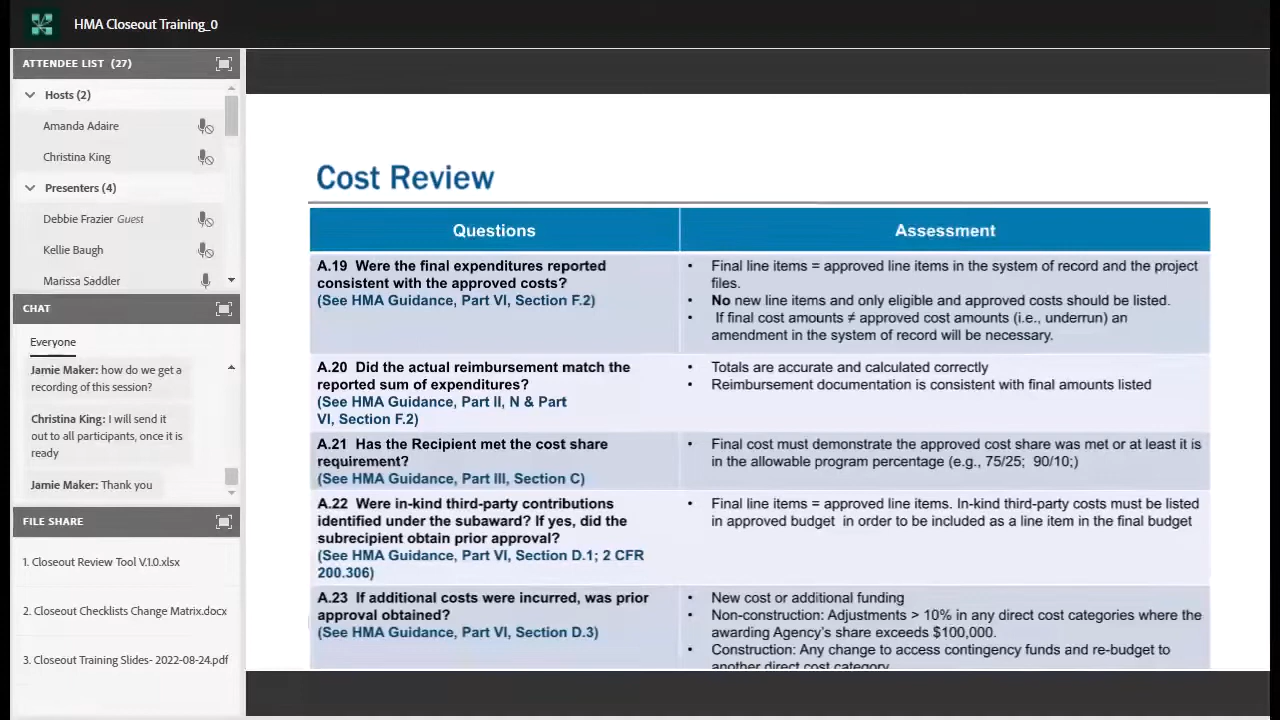 HMA Closeout Training_0
ATTENDEE LIST (27)
Hosts (2)
Amanda Adaire
Christina King
Presenters (4)
Debbie Frazier Guest
Kellie Baugh
Marissa Saddler
CHAT
Everyone
Jamie Maker: how do we get a
recording of this session?
Christina King: I will send it
out to all participants, once it is
ready
Jamie Maker: Thank you
FILE SHARE
1. Closeout Review Tool V.1.0.xlsx
2. Closeout Checklists Change Matrix.docx
3. Closeout Training Slides- 2022-08-24.pdf
Cost Review
Questions
Assessment
A.19 Were the final expenditures reported
consistent with the approved costs?
(See HMA Guidance, Part VI, Section F.2)
• Final line items = approved line items in the system of record and the project
files.
• No new line items and only eligible and approved costs should be listed.
• If final cost amounts ≠ approved cost amounts (i.e., underrun) an
amendment in the system of record will be necessary.
A.20 Did the actual reimbursement match the
reported sum of expenditures?
(See HMA Guidance, Part II, N & Part
VI, Section F.2)
• Totals are accurate and calculated correctly
• Reimbursement documentation is consistent with final amounts listed
A.21 Has the Recipient met the cost share
requirement?
(See HMA Guidance, Part III, Section C)
• Final cost must demonstrate the approved cost share was met or at least it is
in the allowable program percentage (e.g., 75/25; 90/10;)
A.22 Were in-kind third-party contributions
identified under the subaward? If yes, did the
subrecipient obtain prior approval?
(See HMA Guidance, Part VI, Section D.1; 2 CFR
200.306)
• Final line items = approved line items. In-kind third-party costs must be listed
in approved budget in order to be included as a line item in the final budget
A.23 If additional costs were incurred, was prior
approval obtained?
(See HMA Guidance, Part VI, Section D.3)
• New cost or additional funding
• Non-construction: Adjustments > 10% in any direct cost categories where the
awarding Agency's share exceeds $100,000.
• Construction: Any change to access contingency funds and re-budget to
another direct cost category